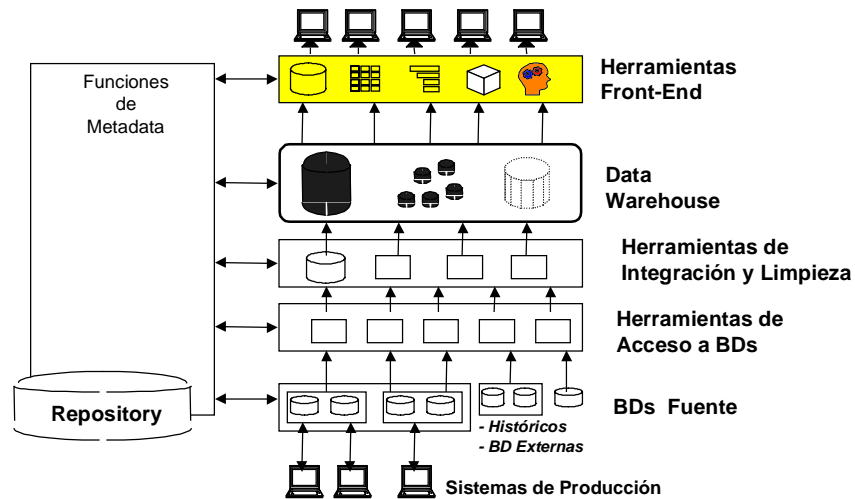 Funciones
de
Metadata
Herramientas
Front-End
Data
Warehouse
Herramientas de
Integración y Limpieza
Herramientas de
Acceso a BDs
Repository
BDs Fuente
- Históricos
- BD Externas
Sistemas de Producción